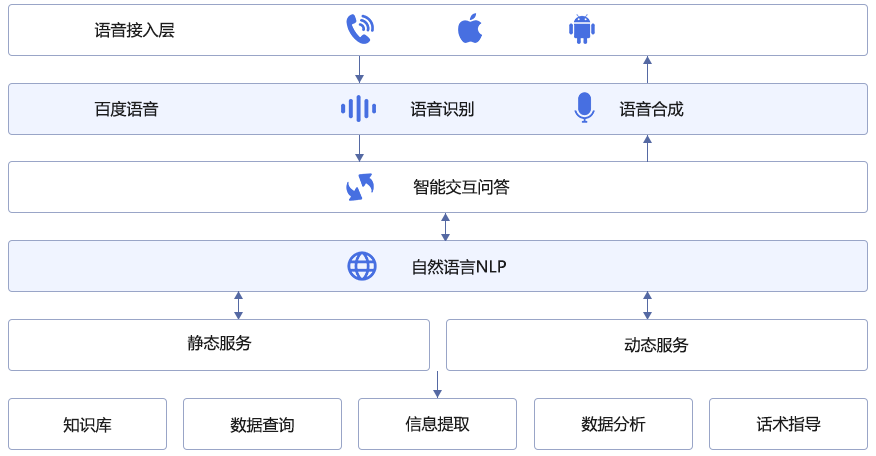 语音接入层
百度语音 语音识别 语音合成
智能交互问答
自然语言NLP
静态服务 动态服务
知识库 数据查询 信息提取 数据分析 话术指导